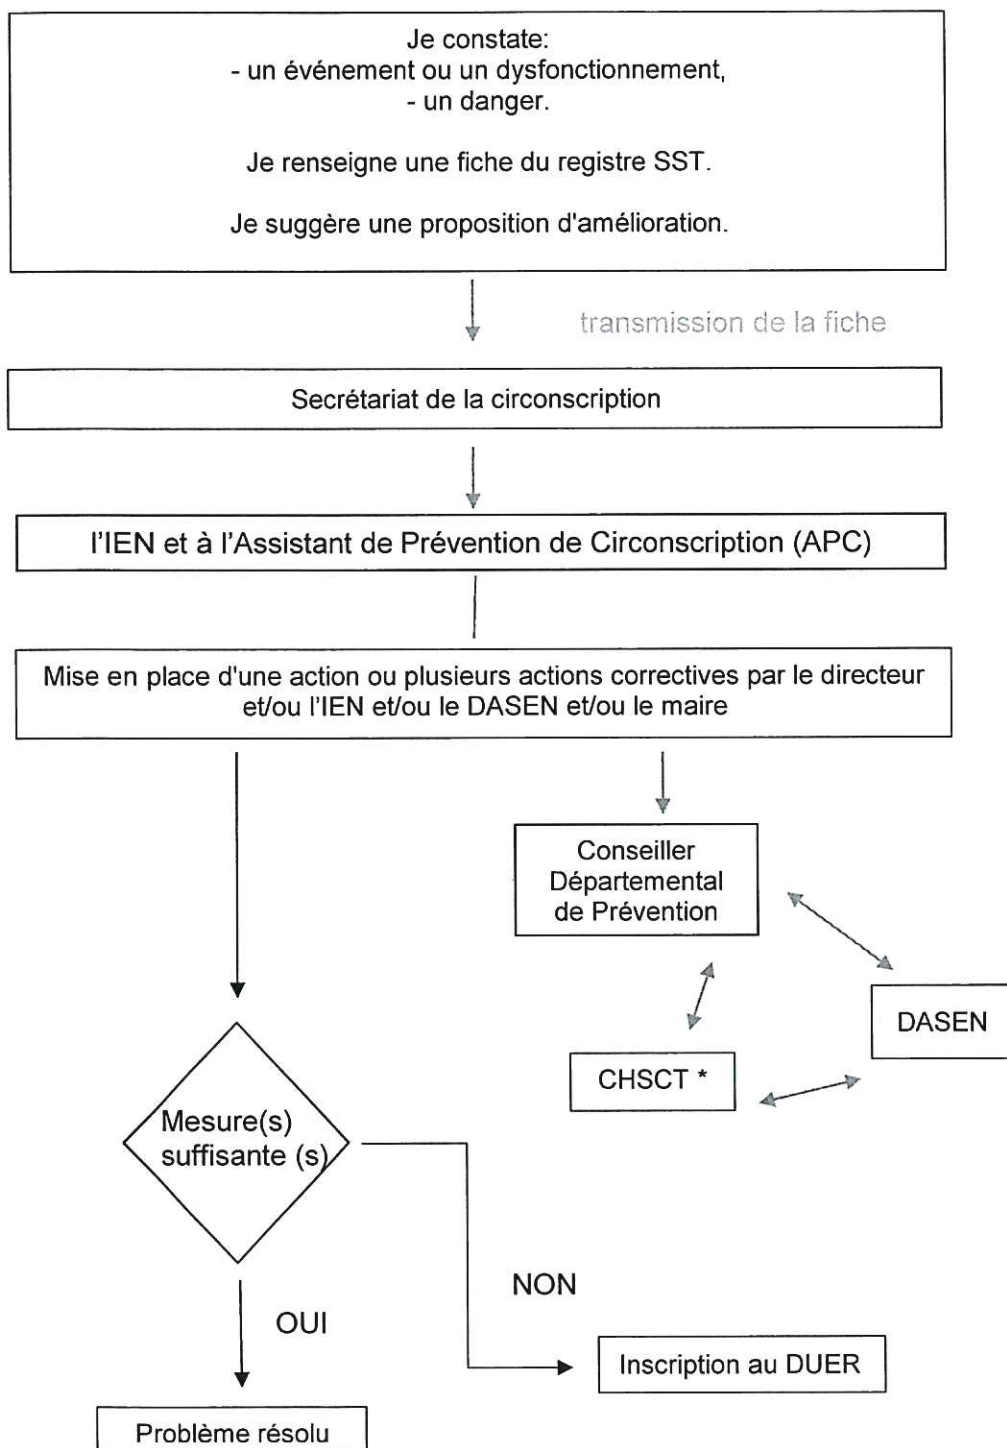 Je constate:
- un événement ou un dysfonctionnement,
- un danger.
Je renseigne une fiche du registre SST.
Je suggère une proposition d'amélioration.
transmission de la fiche
Secrétariat de la circonscription
l'IEN et à l'Assistant de Prévention de Circonscription (APC)
Mise en place d'une action ou plusieurs actions correctives par le directeur
et/ou l'IEN et/ou le DASEN et/ou le maire
Conseiller
Départemental
de Prévention
DASEN
CHSCT *
Mesure(s)
suffisante (s)
NON
OUI
Inscription au DUER
Problème résolu